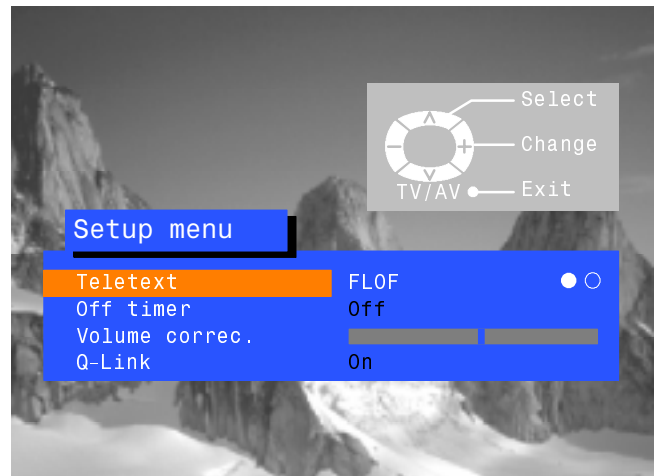 Select
Change
TV/AV Exit
Setup menu
Teletext FLOF
Off timer Off
Volume correc.
Q-Link On